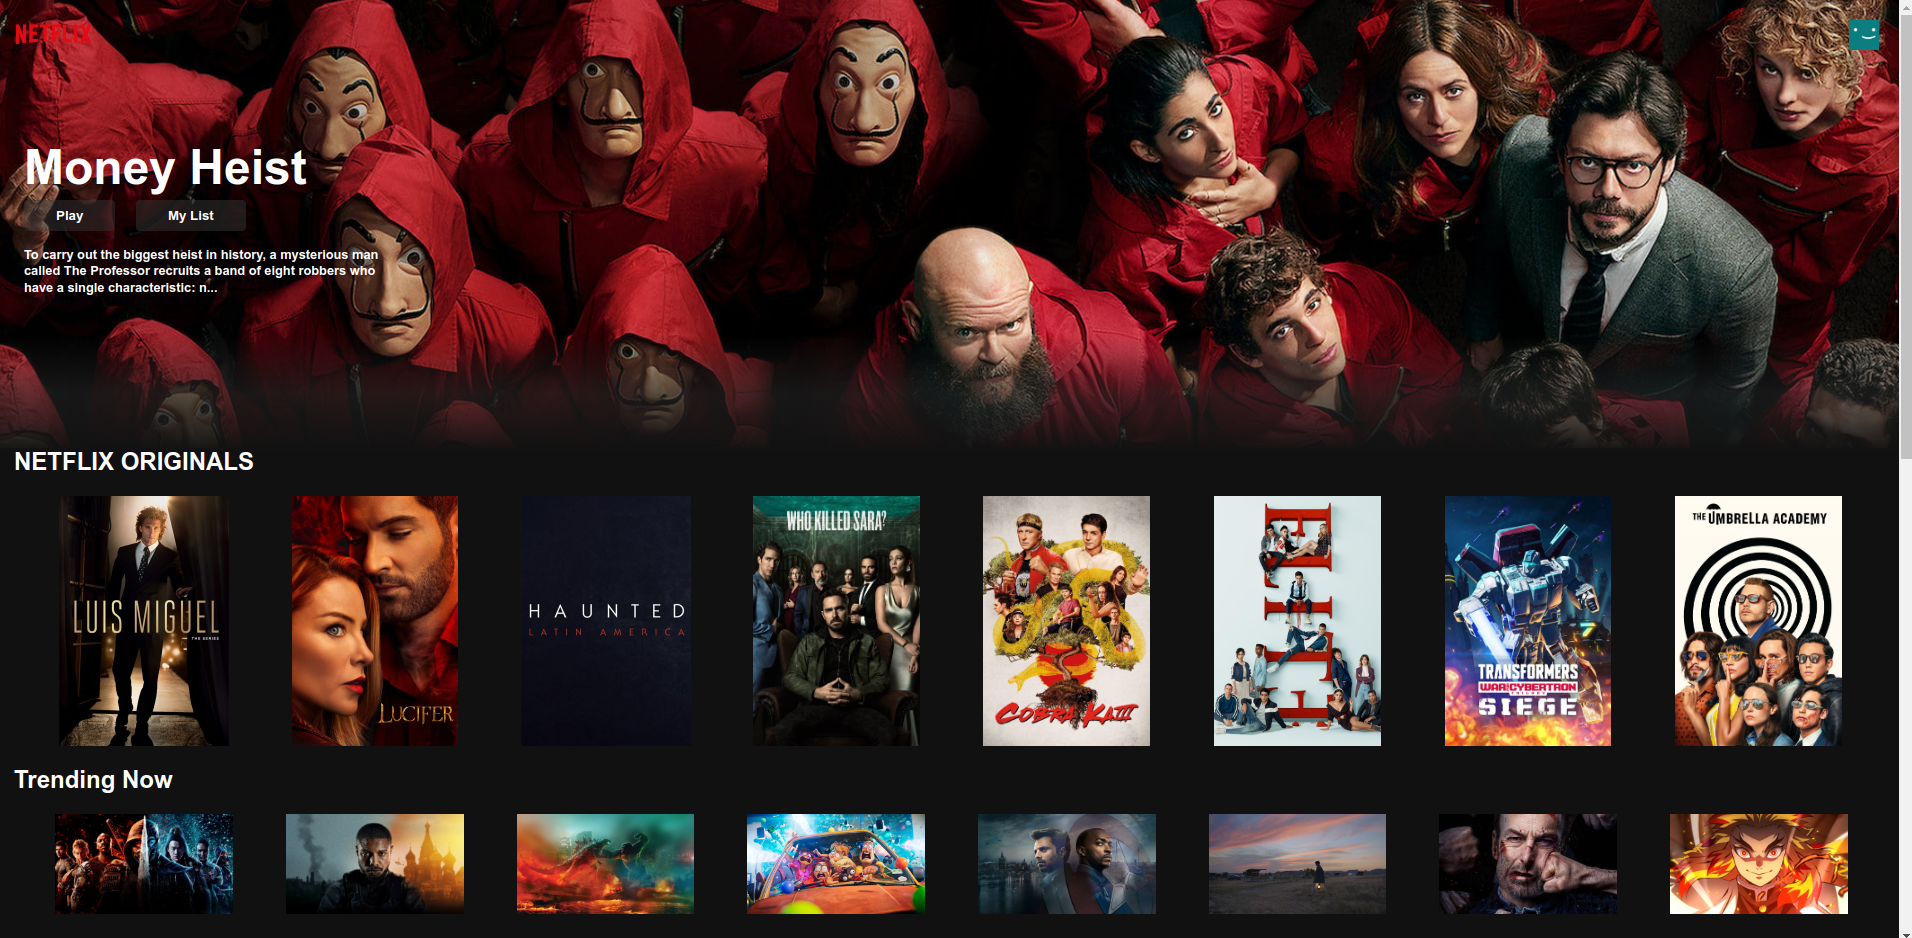 NETFLIX
Money Heist
Play
My List
To carry out the biggest heist in history, a mysterious man
called The Professor recruits a band of eight robbers who
have a single characteristic: n...
NETFLIX ORIGINALS
LUIS MIGUEL
THE SERIES
LUCIFER
HAUNTED
LATIN AMERICA
WHO KILLED SARA?
COBRA KAI
ELITE
TRANSFORMERS
WAR FOR CYBERTRON
TRILOGY
SIEGE
THE UMBRELLA ACADEMY
Trending Now